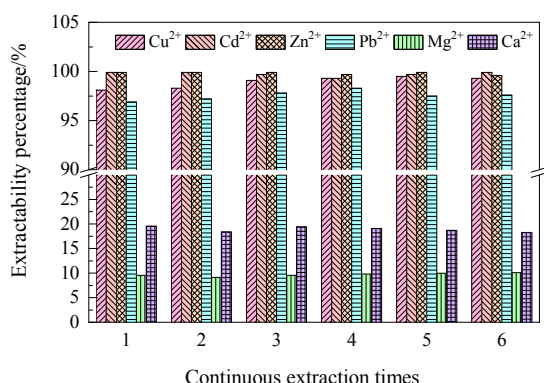 105
100
95
90
25
20
15
10
5
0
Extractability percentage/%
Cu²⁺ Cd²⁺ Zn²⁺ Pb²⁺ Mg²⁺ Ca²⁺
1 2 3 4 5 6
Continuous extraction times